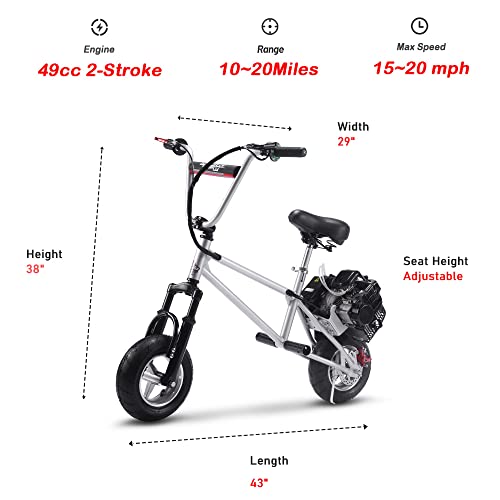 Engine
49cc 2-Stroke
Range
10~20Miles
Max Speed
15~20 mph
Width
29"
Height
38"
Seat Height
Adjustable
Length
43"